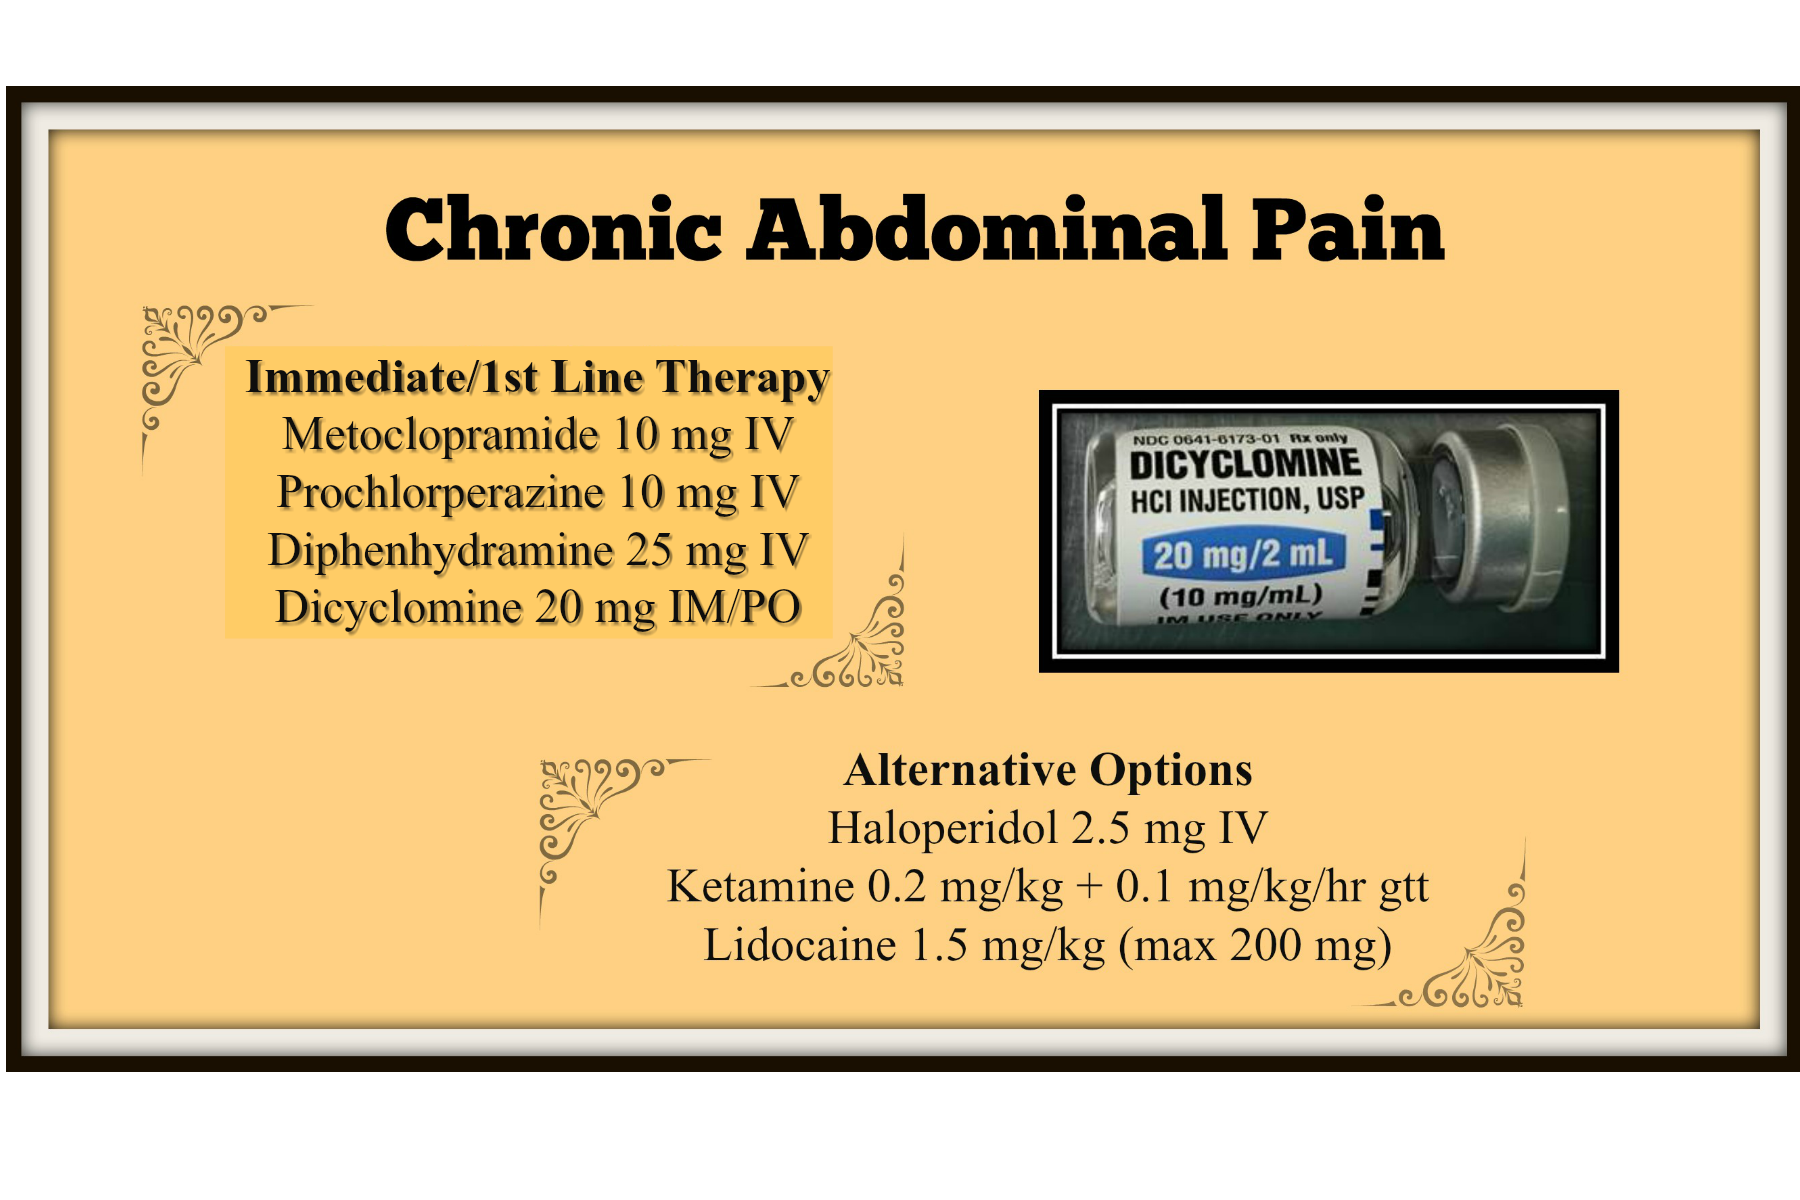 Chronic Abdominal Pain
Immediate/1st Line Therapy
Metoclopramide 10 mg IV
Prochlorperazine 10 mg IV
Diphenhydramine 25 mg IV
Dicyclomine 20 mg IM/PO
NDC 0641-6173-01 Rx only
DICYCLOMINE
HCl INJECTION, USP
20 mg/2 mL
(10 mg/mL)
IM USE ONLY
Alternative Options
Haloperidol 2.5 mg IV
Ketamine 0.2 mg/kg + 0.1 mg/kg/hr gtt
Lidocaine 1.5 mg/kg (max 200 mg)